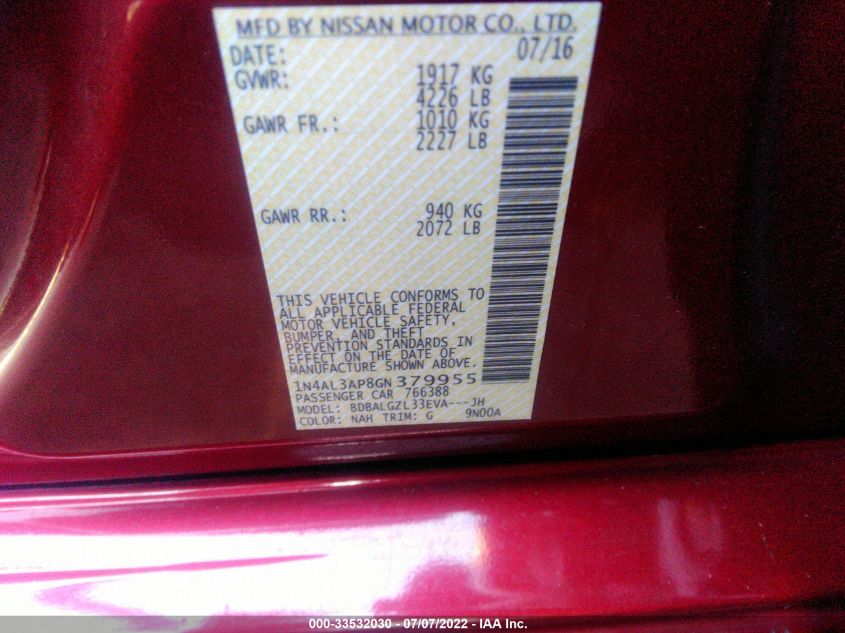 MFD BY NISSAN MOTOR CO., LTD.
DATE: 07/16
GVWR: 1917 KG
4226 LB
GAWR FR.: 1010 KG
2227 LB
GAWR RR.: 940 KG
2072 LB
THIS VEHICLE CONFORMS TO
ALL APPLICABLE FEDERAL
MOTOR VEHICLE SAFETY,
BUMPER, AND THEFT
PREVENTION STANDARDS IN
EFFECT ON THE DATE OF
MANUFACTURE SHOWN ABOVE.
1N4AL3AP8GN379955
PASSENGER CAR 766388
MODEL: BDBALGZL33EVA---JH
COLOR: NAH TRIM: G 9N00A
000-33532030 - 07/07/2022 - IAA Inc.